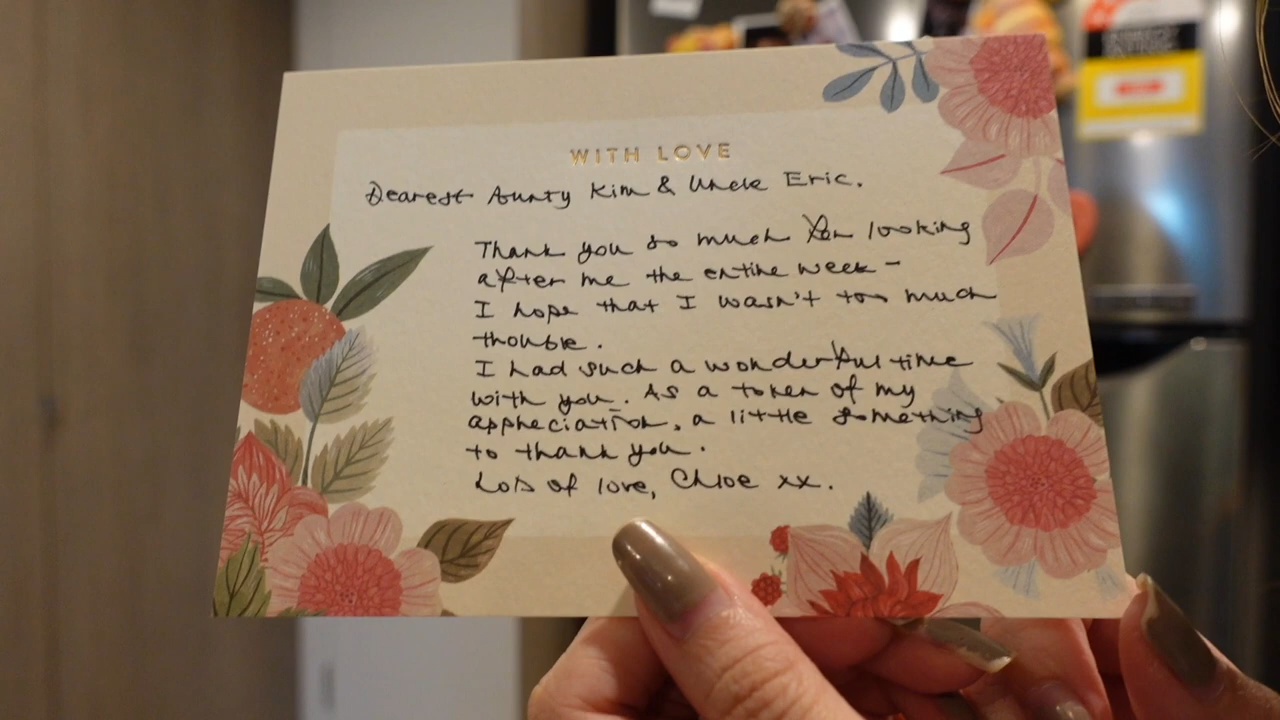 WITH LOVE
Dearest Aunty Kim & Uncle Eric.
Thank you so much for looking
after me the entire week -
I hope that I wasn't too much
trouble.
I had such a wonderful time
with you. As a token of my
appreciation, a little something
to thank you.
Lots of love, Chloe xx.